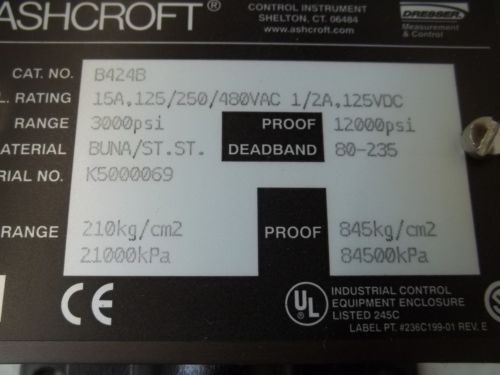 ASHCROFT
CONTROL INSTRUMENT
SHELTON, CT. 06484
www.ashcroft.com
DRESSER
Measurement
& Control
CAT. NO. B424B
L. RATING 15A,125/250/480VAC 1/2A,125VDC
RANGE 3000psi PROOF 12000psi
MATERIAL BUNA/ST.ST. DEADBAND 80-235
RIAL NO. K5000069
RANGE 210kg/cm2 PROOF 845kg/cm2
21000kPa 84500kPa
CE
UL
INDUSTRIAL CONTROL
EQUIPMENT ENCLOSURE
LISTED 245C
LABEL PT. #236C199-01 REV. E